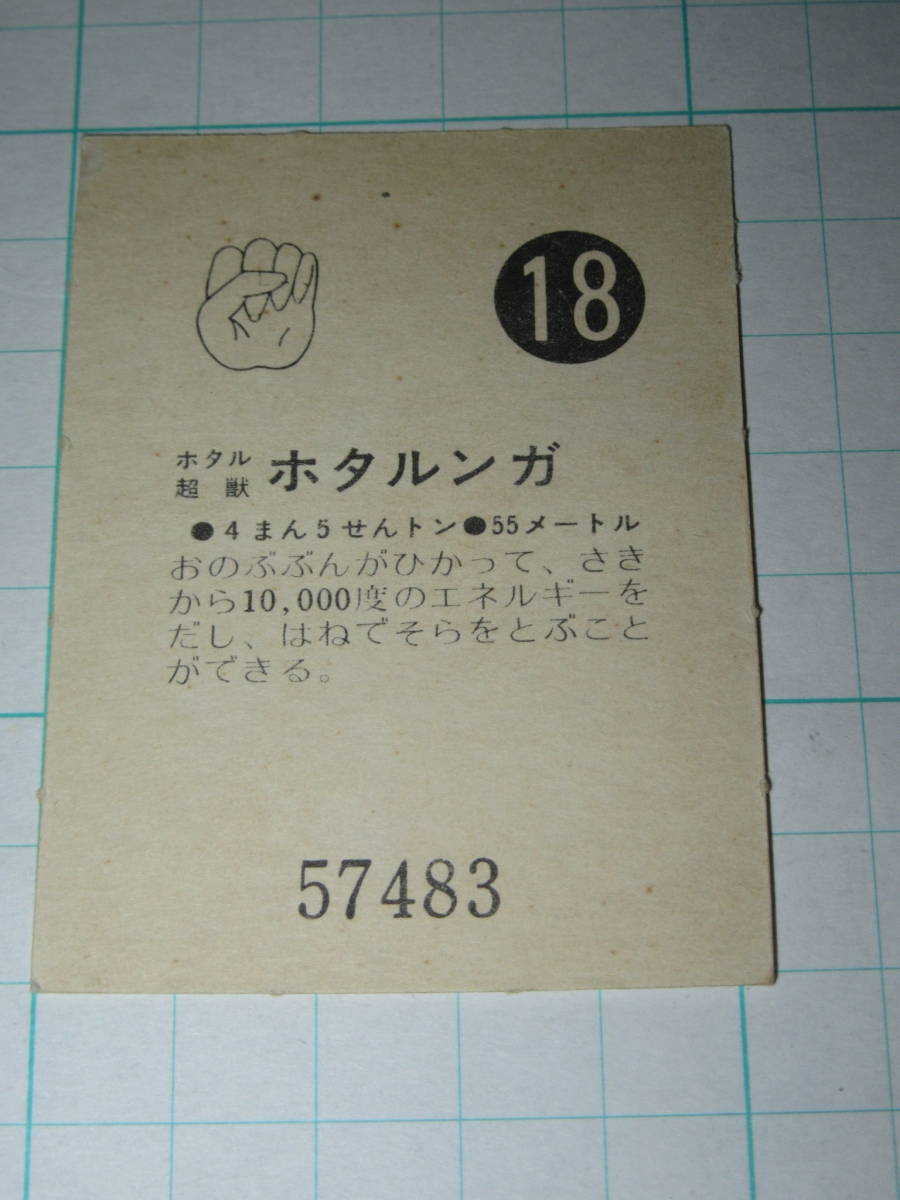 18
ホタル
超獣
ホタルンガ
●4まん5せんトン●55メートル
おのぶぶんがひかって、さき
から10,000度のエネルギーを
だし、はねでそらをとぶこと
ができる。
57483